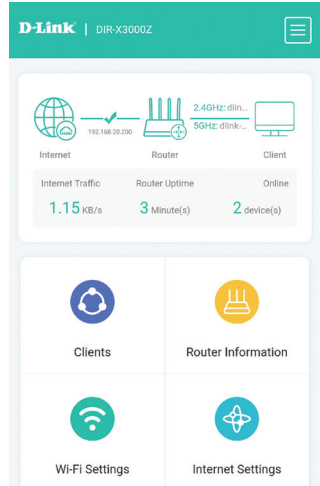 D-Link | DIR-X3000Z
2.4GHz: dlin...
192.168.20.200
5GHz: dlink-...
Internet Router Client
Internet Traffic Router Uptime Online
1.15 KB/s 3 Minute(s) 2 device(s)
Clients Router Information
Wi-Fi Settings Internet Settings